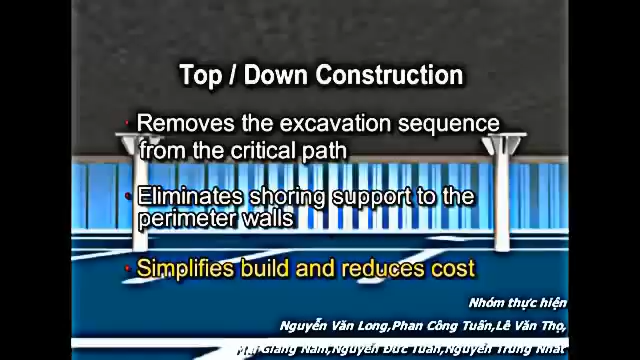 Top / Down Construction
Removes the excavation sequence
from the critical path
Eliminates shoring support to the
perimeter walls
Simplifies build and reduces cost
Nhóm thực hiện
Nguyễn Văn Long,Phan Công Tuấn,Lê Văn Thọ,
Mai Giang Nam,Nguyễn Đức Tuấn,Nguyễn Trung Nhất